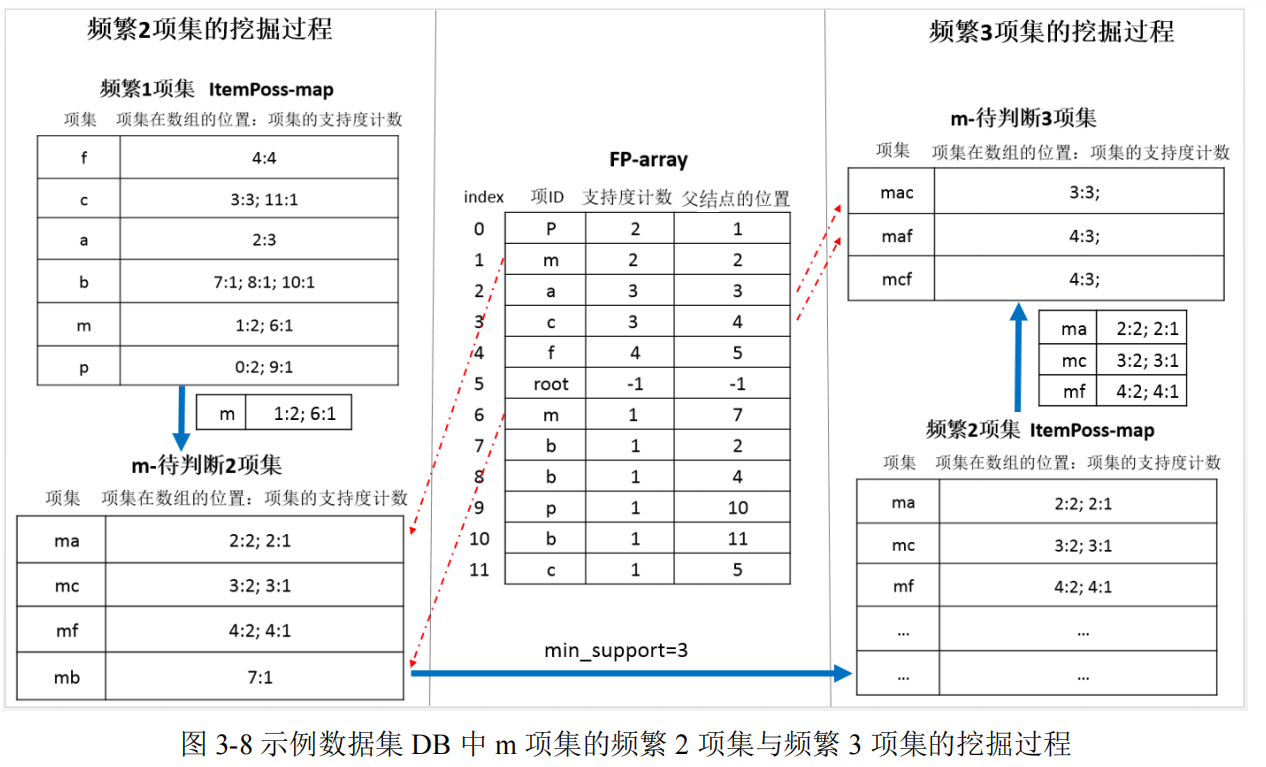 频繁2项集的挖掘过程
频繁1项集 ItemPoss-map
项集 项集在数组的位置：项集的支持度计数
f 4:4
c 3:3; 11:1
a 2:3
b 7:1; 8:1; 10:1
m 1:2; 6:1
p 0:2; 9:1
m 1:2; 6:1
m-待判断2项集
项集 项集在数组的位置：项集的支持度计数
ma 2:2; 2:1
mc 3:2; 3:1
mf 4:2; 4:1
mb 7:1
FP-array
index 项ID 支持度计数 父结点的位置
0 P 2 1
1 m 2 2
2 a 3 3
3 c 3 4
4 f 4 5
5 root -1 -1
6 m 1 7
7 b 1 2
8 b 1 4
9 p 1 10
10 b 1 11
11 c 1 5
min_support=3
频繁3项集的挖掘过程
m-待判断3项集
项集 项集在数组的位置：项集的支持度计数
mac 3:3;
maf 4:3;
mcf 4:3;
ma 2:2; 2:1
mc 3:2; 3:1
mf 4:2; 4:1
频繁2项集 ItemPoss-map
项集 项集在数组的位置：项集的支持度计数
ma 2:2; 2:1
mc 3:2; 3:1
mf 4:2; 4:1
... ...
... ...
图 3-8 示例数据集 DB 中 m 项集的频繁 2 项集与频繁 3 项集的挖掘过程